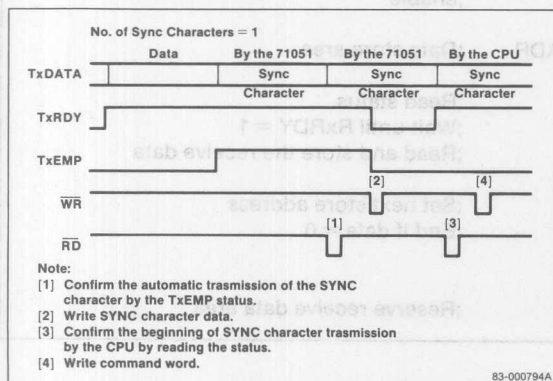 No. of Sync Characters = 1
Data By the 71051 By the 71051 By the CPU
TxDATA Sync Sync Sync
Character Character Character
TxRDY
TxEMP
[2] [4]
WR
[1] [3]
RD
Note:
[1] Confirm the automatic trasmission of the SYNC
character by the TxEMP status.
[2] Write SYNC character data.
[3] Confirm the beginning of SYNC character trasmission
by the CPU by reading the status.
[4] Write command word.
83-000794A